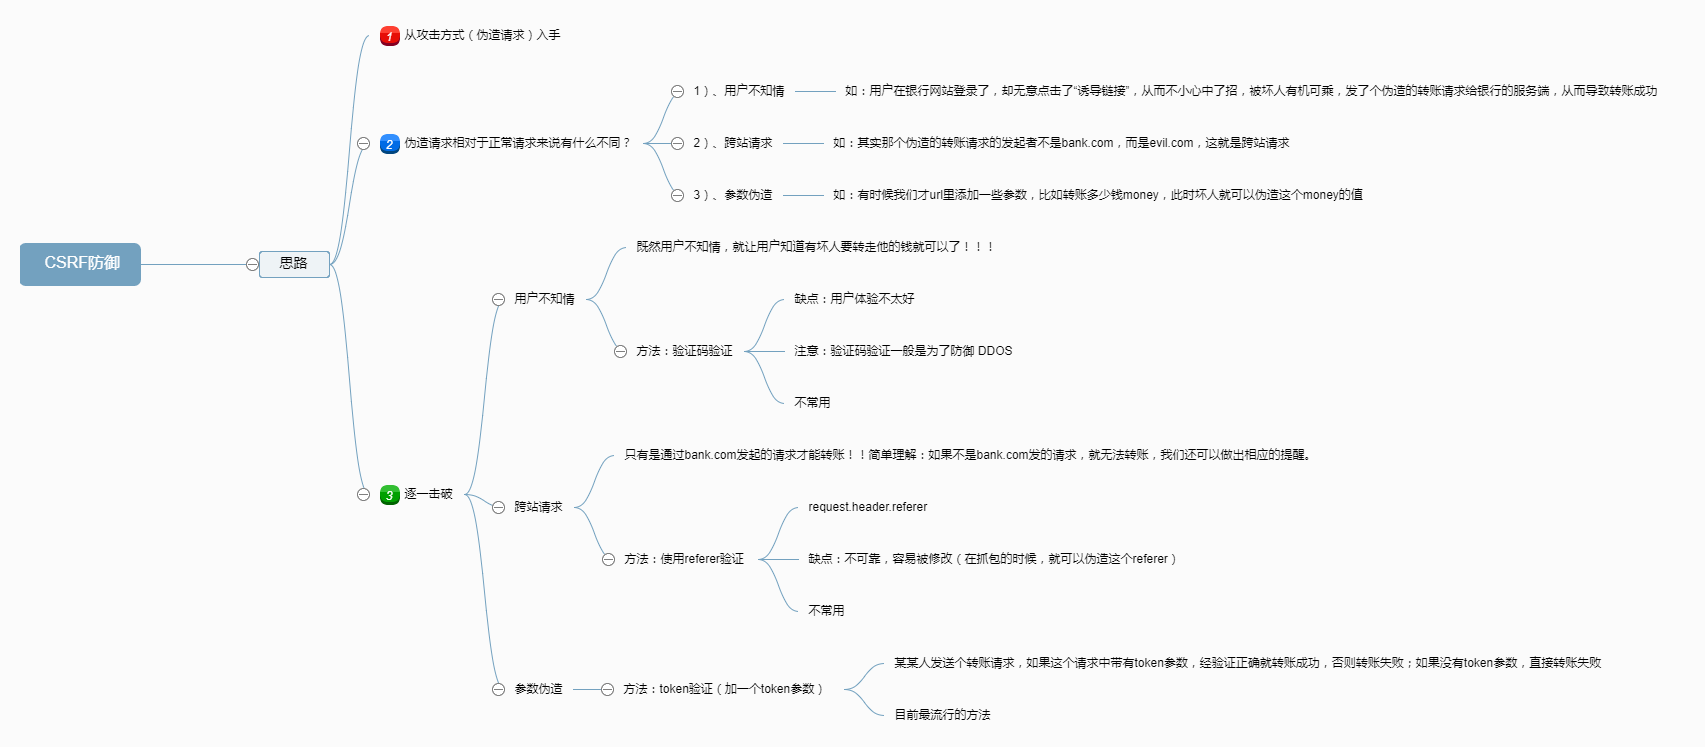 CSRF防御
思路
1 从攻击方式（伪造请求）入手
2 伪造请求相对于正常请求来说有什么不同？
1）、用户不知情
如：用户在银行网站登录了，却无意点击了“诱导链接”，从而不小心中了招，被坏人有机可乘，发了个伪造的转账请求给银行的服务端，从而导致转账成功
2）、跨站请求
如：其实那个伪造的转账请求的发起者不是bank.com，而是evil.com，这就是跨站请求
3）、参数伪造
如：有时候我们才url里添加一些参数，比如转账多少钱money，此时坏人就可以伪造这个money的值
3 逐一击破
用户不知情
既然用户不知情，就让用户知道有坏人要转走他的钱就可以了！！！
方法：验证码验证
缺点：用户体验不太好
注意：验证码验证一般是为了防御 DDOS
不常用
跨站请求
只有是通过bank.com发起的请求才能转账！！简单理解：如果不是bank.com发的请求，就无法转账，我们还可以做出相应的提醒。
方法：使用referer验证
request.header.referer
缺点：不可靠，容易被修改（在抓包的时候，就可以伪造这个referer）
不常用
参数伪造
方法：token验证（加一个token参数）
某某人发送个转账请求，如果这个请求中带有token参数，经验证正确就转账成功，否则转账失败；如果没有token参数，直接转账失败
目前最流行的方法